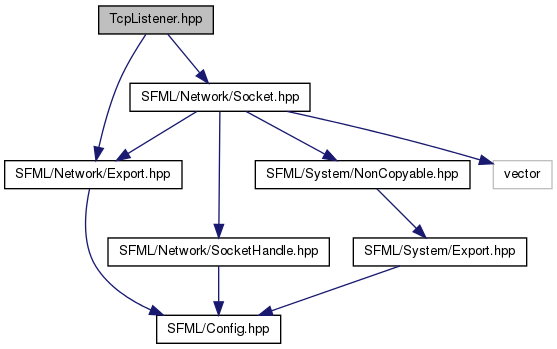 TcpListener.hpp
SFML/Network/Socket.hpp
SFML/Network/Export.hpp
SFML/System/NonCopyable.hpp
vector
SFML/Network/SocketHandle.hpp
SFML/System/Export.hpp
SFML/Config.hpp